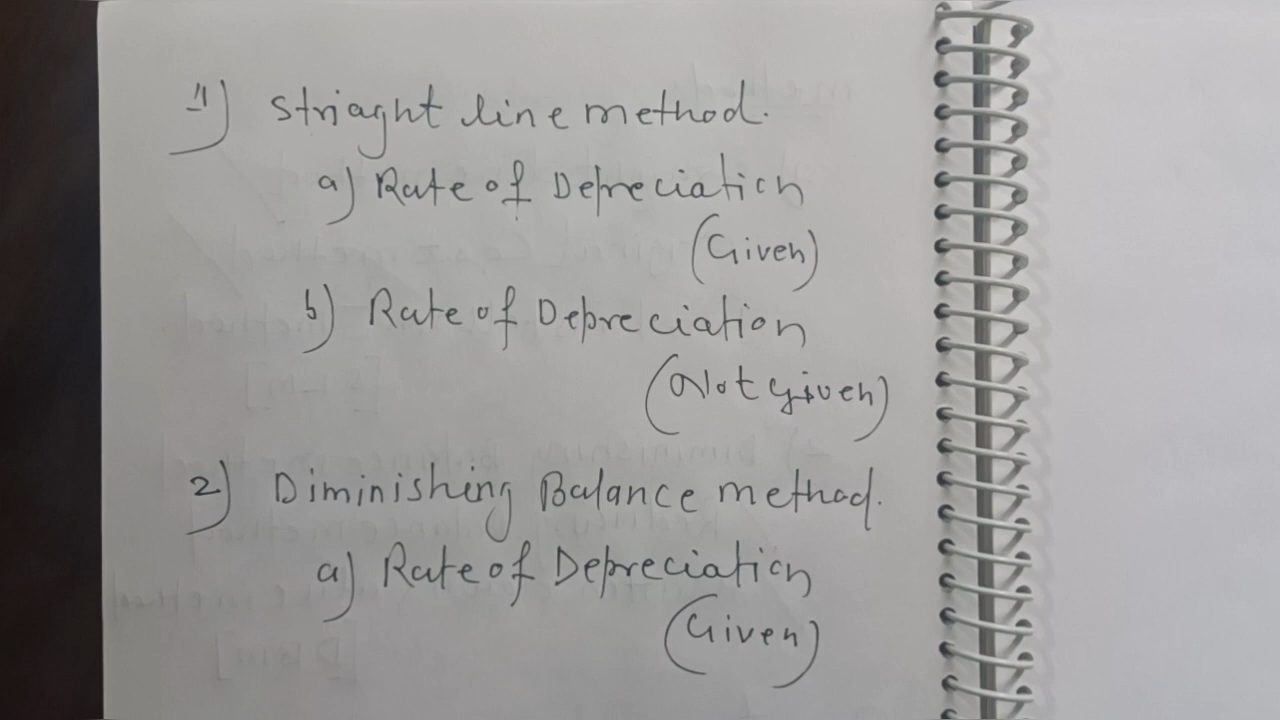 1) Striaght line method.
a) Rate of Depreciation
(Given)
b) Rate of Depreciation
(Not given)
2) Diminishing Balance method.
a) Rate of Depreciation
(Given)